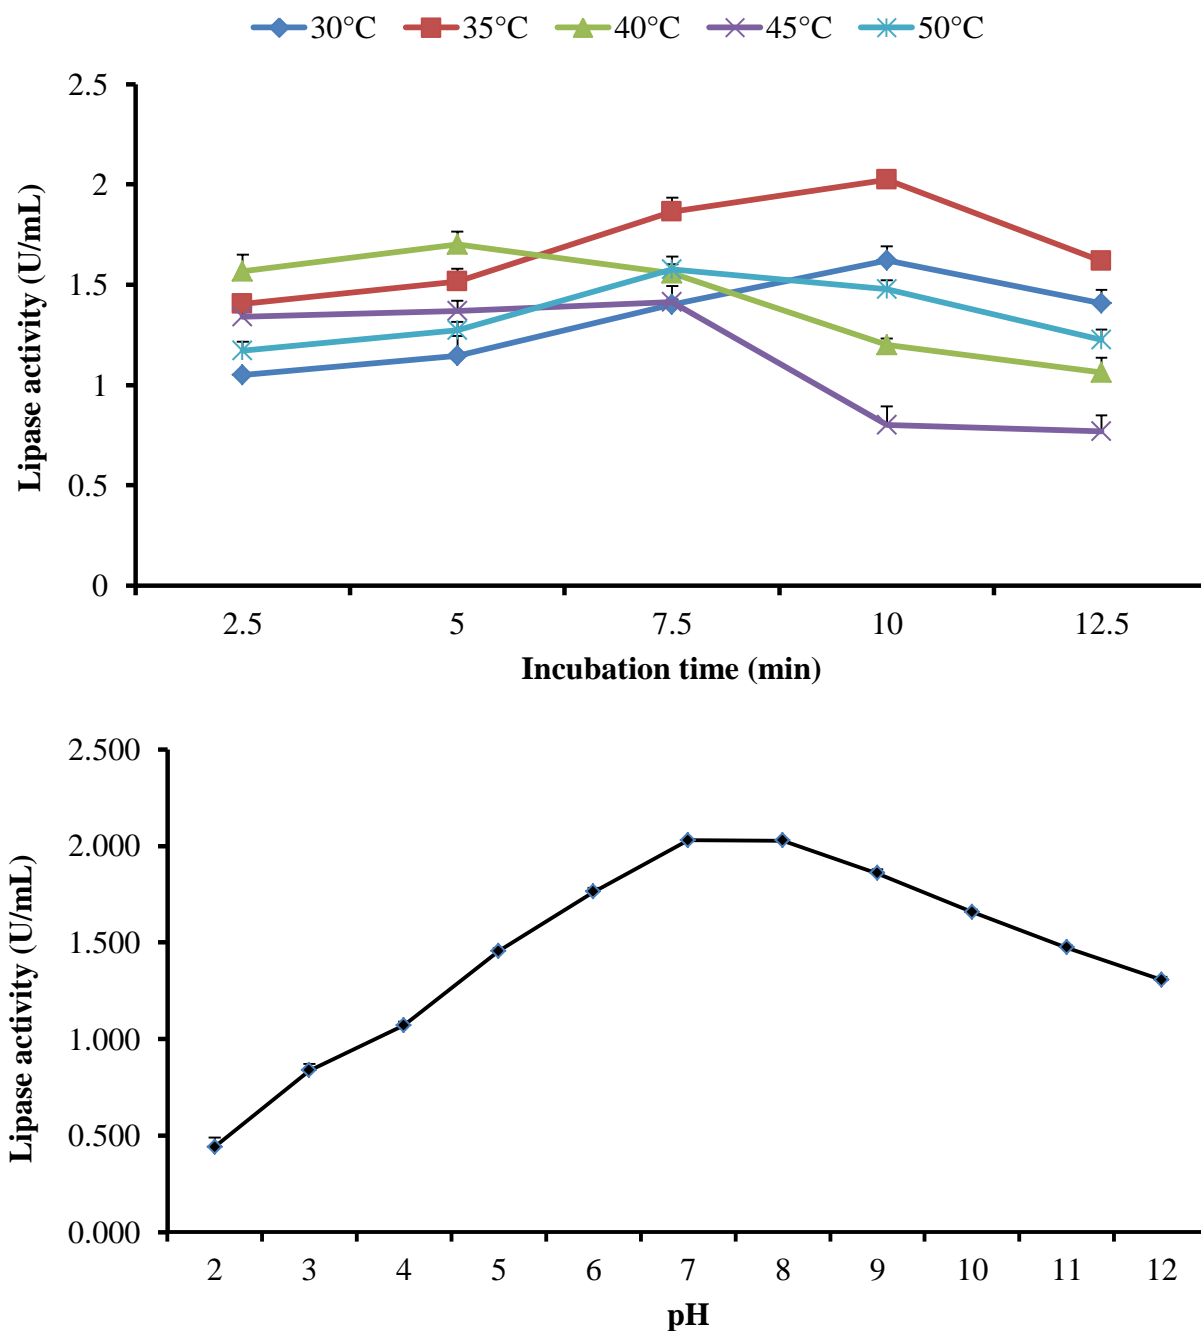 30°C 35°C 40°C 45°C 50°C
2.5
2
1.5
1
0.5
0
Lipase activity (U/mL)
2.5 5 7.5 10 12.5
Incubation time (min)
2.500
2.000
1.500
1.000
0.500
0.000
Lipase activity (U/mL)
2 3 4 5 6 7 8 9 10 11 12
pH